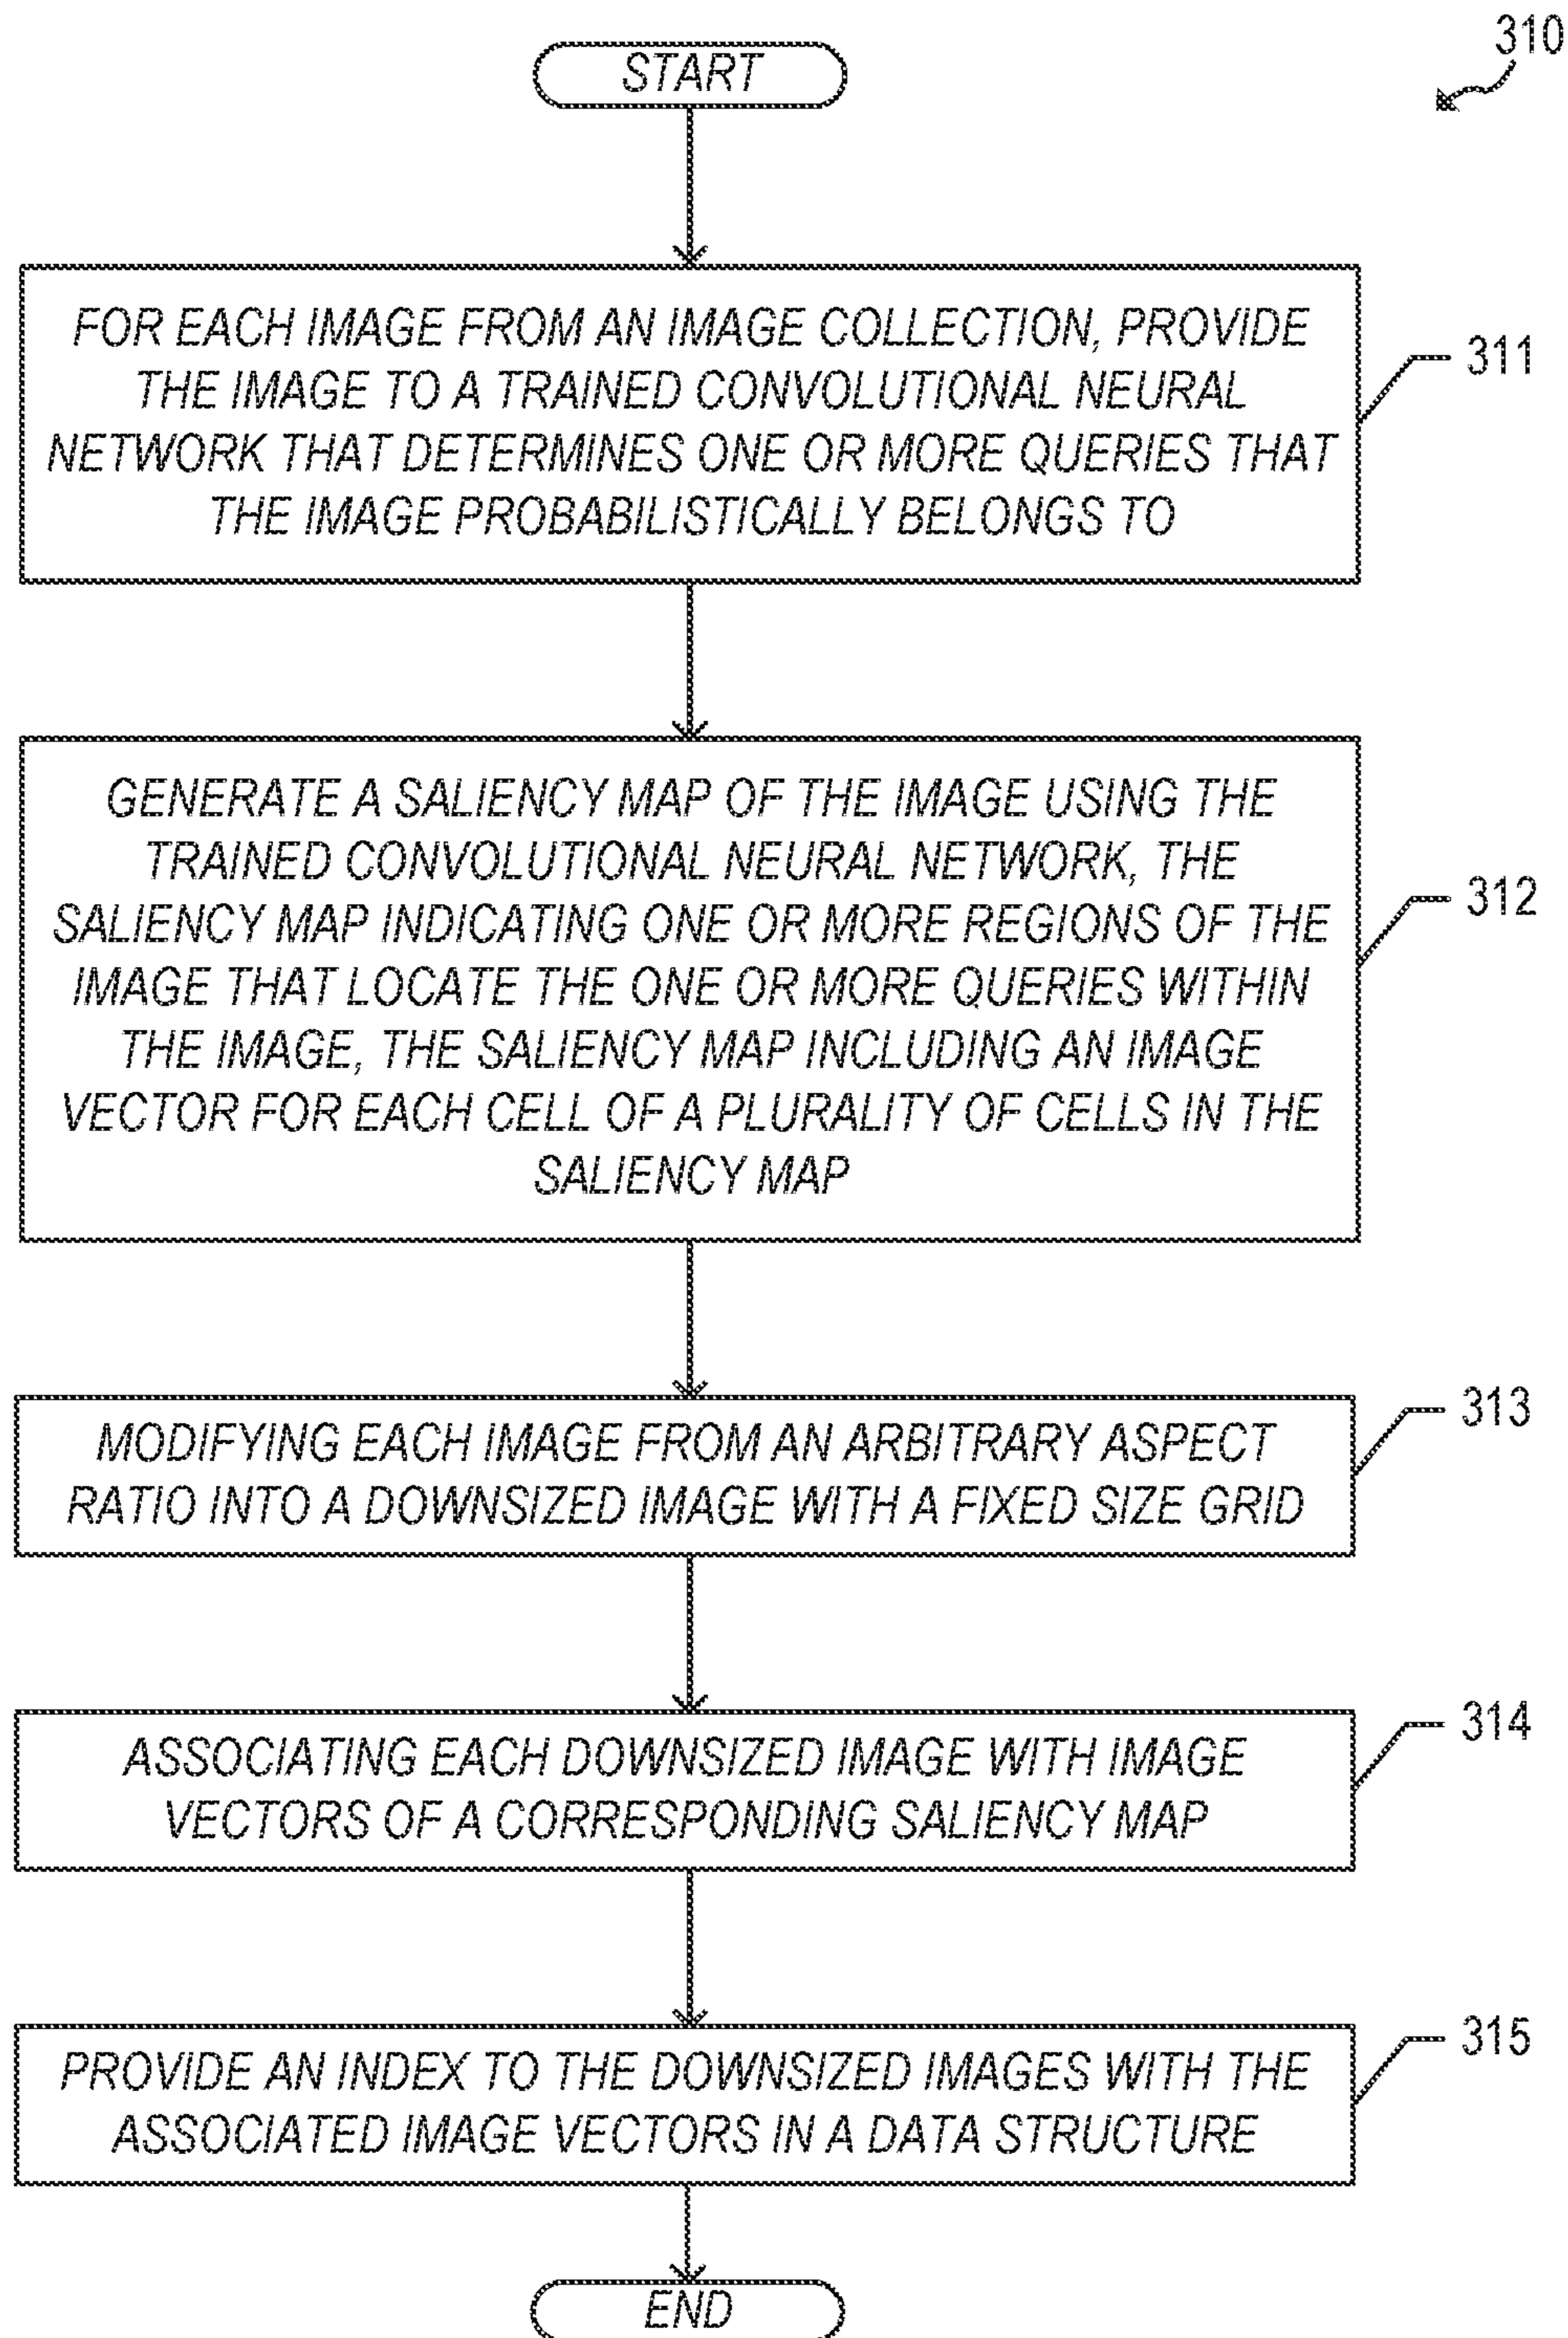 310
START
FOR EACH IMAGE FROM AN IMAGE COLLECTION, PROVIDE
THE IMAGE TO A TRAINED CONVOLUTIONAL NEURAL
NETWORK THAT DETERMINES ONE OR MORE QUERIES THAT
THE IMAGE PROBABILISTICALLY BELONGS TO
311
GENERATE A SALIENCY MAP OF THE IMAGE USING THE
TRAINED CONVOLUTIONAL NEURAL NETWORK, THE
SALIENCY MAP INDICATING ONE OR MORE REGIONS OF THE
IMAGE THAT LOCATE THE ONE OR MORE QUERIES WITHIN
THE IMAGE, THE SALIENCY MAP INCLUDING AN IMAGE
VECTOR FOR EACH CELL OF A PLURALITY OF CELLS IN THE
SALIENCY MAP
312
MODIFYING EACH IMAGE FROM AN ARBITRARY ASPECT
RATIO INTO A DOWNSIZED IMAGE WITH A FIXED SIZE GRID
313
ASSOCIATING EACH DOWNSIZED IMAGE WITH IMAGE
VECTORS OF A CORRESPONDING SALIENCY MAP
314
PROVIDE AN INDEX TO THE DOWNSIZED IMAGES WITH THE
ASSOCIATED IMAGE VECTORS IN A DATA STRUCTURE
315
END